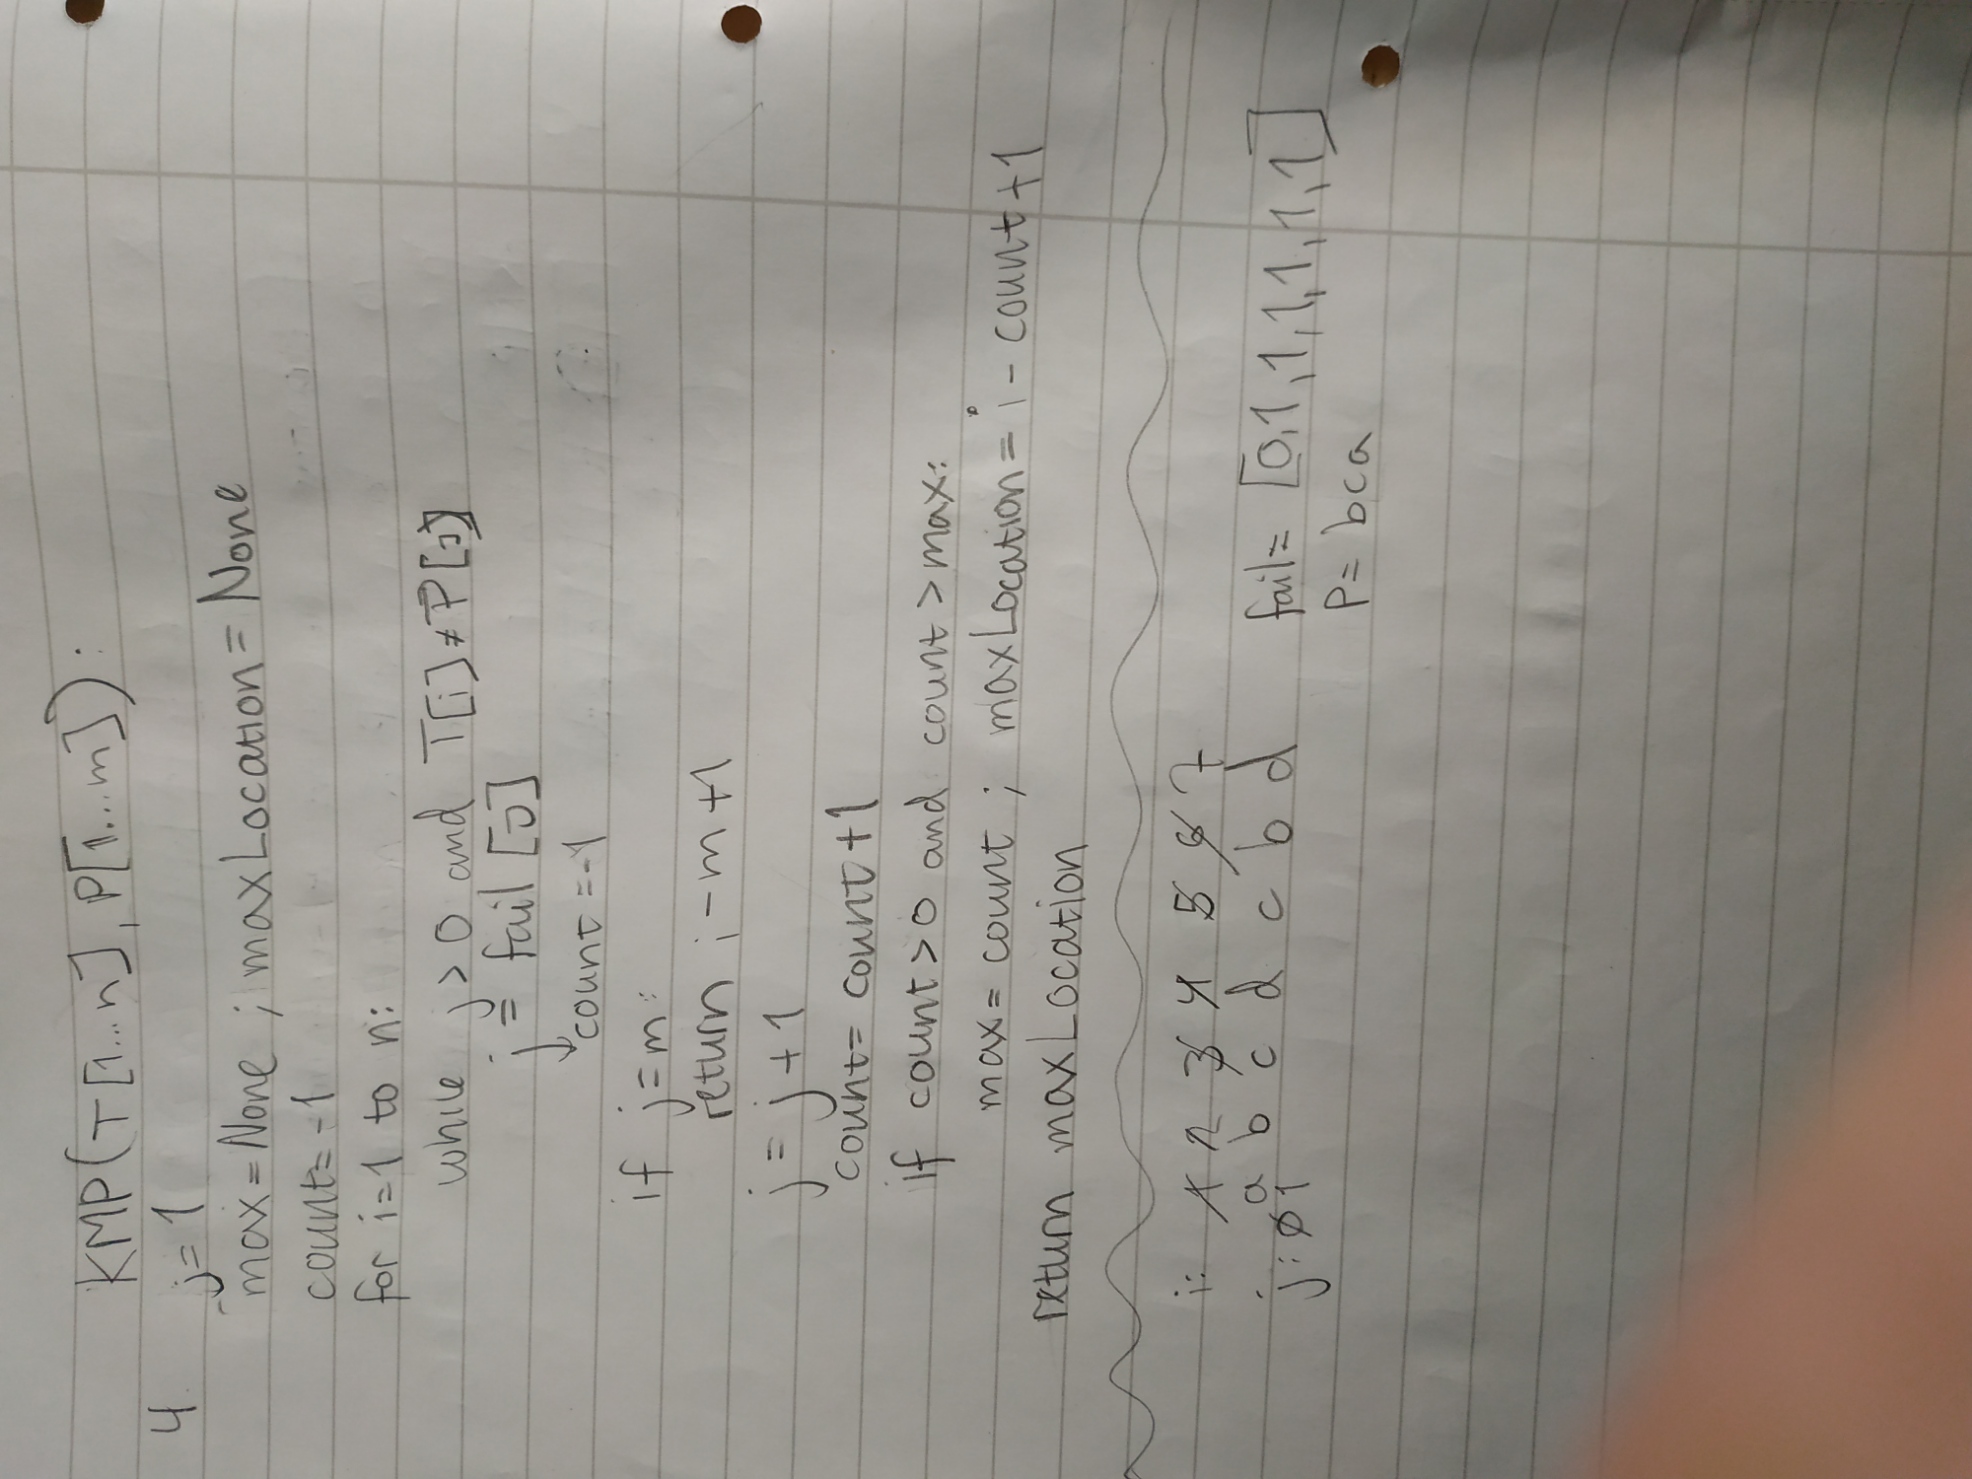 KMP(T[1...n], P[1...m]):
4. j=1
max=None ; maxLocation=None
count=-1
for i=1 to n:
while j>0 and T[i]≠P[j]
j = fail[j]
count=-1
if j=m:
return i-m+1
j=j+1
count=count+1
if count>0 and count>max:
max=count ; maxLocation=i-count+1
return maxLocation
i: 1 2 3 4 5 6 7
a b c d c b d
j: 0 1
fail= [0,1,1,1,1,1,1]
P= bca